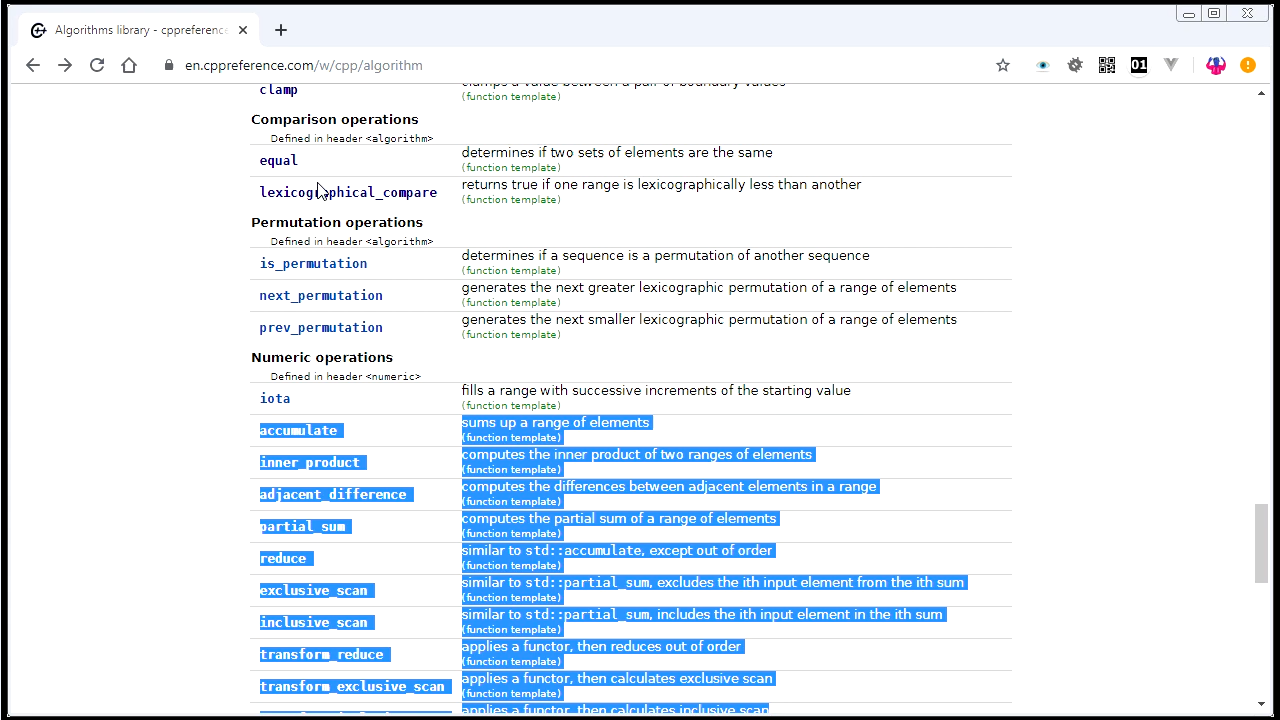 Algorithms library - cppreference
en.cppreference.com/w/cpp/algorithm
01
clamp clamps a value between a pair of boundary values
(function template)
Comparison operations
Defined in header <algorithm>
equal determines if two sets of elements are the same
(function template)
lexicographical_compare returns true if one range is lexicographically less than another
(function template)
Permutation operations
Defined in header <algorithm>
is_permutation determines if a sequence is a permutation of another sequence
(function template)
next_permutation generates the next greater lexicographic permutation of a range of elements
(function template)
prev_permutation generates the next smaller lexicographic permutation of a range of elements
(function template)
Numeric operations
Defined in header <numeric>
iota fills a range with successive increments of the starting value
(function template)
accumulate sums up a range of elements
(function template)
inner_product computes the inner product of two ranges of elements
(function template)
adjacent_difference computes the differences between adjacent elements in a range
(function template)
partial_sum computes the partial sum of a range of elements
(function template)
reduce similar to std::accumulate, except out of order
(function template)
exclusive_scan similar to std::partial_sum, excludes the ith input element from the ith sum
(function template)
inclusive_scan similar to std::partial_sum, includes the ith input element in the ith sum
(function template)
transform_reduce applies a functor, then reduces out of order
(function template)
transform_exclusive_scan applies a functor, then calculates exclusive scan
(function template)
applies a functor, then calculates inclusive scan